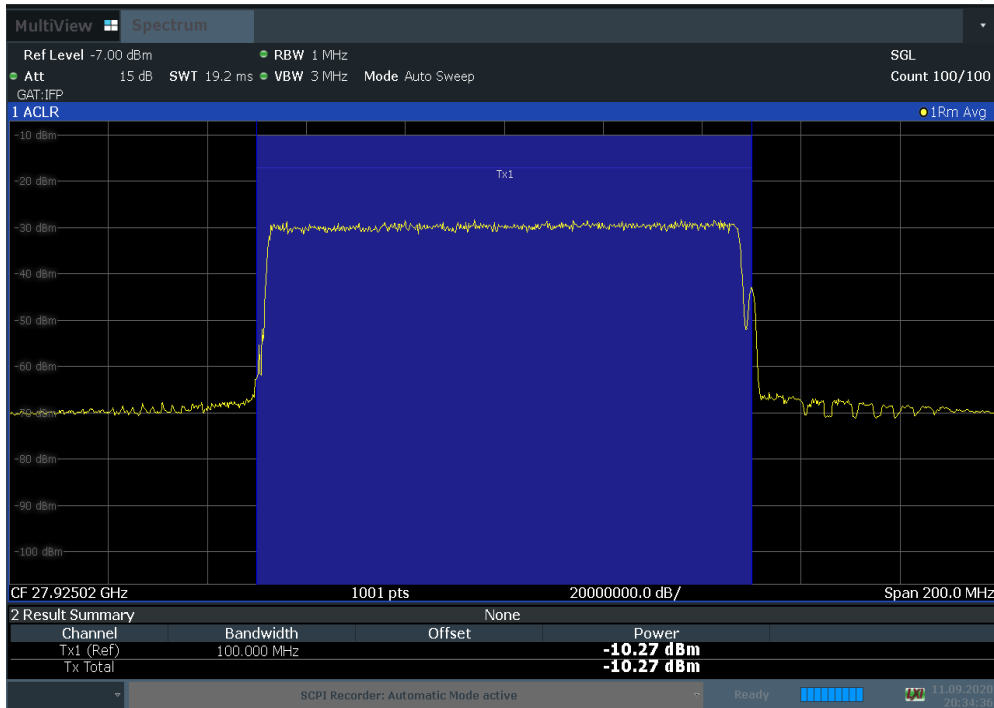 MultiView Spectrum
Ref Level -7.00 dBm RBW 1 MHz SGL
Att 15 dB SWT 19.2 ms VBW 3 MHz Mode Auto Sweep Count 100/100
GAT:IFP
1 ACLR 1Rm Avg
-10 dBm
Tx1
-20 dBm
-30 dBm
-40 dBm
-50 dBm
-60 dBm
-70 dBm
-80 dBm
-90 dBm
-100 dBm
CF 27.92502 GHz 1001 pts 20000000.0 dB/ Span 200.0 MHz
2 Result Summary None
Channel Bandwidth Offset Power
Tx1 (Ref) 100.000 MHz -10.27 dBm
Tx Total -10.27 dBm
SCPI Recorder: Automatic Mode active Ready LXI 11.09.2020
20:34:36